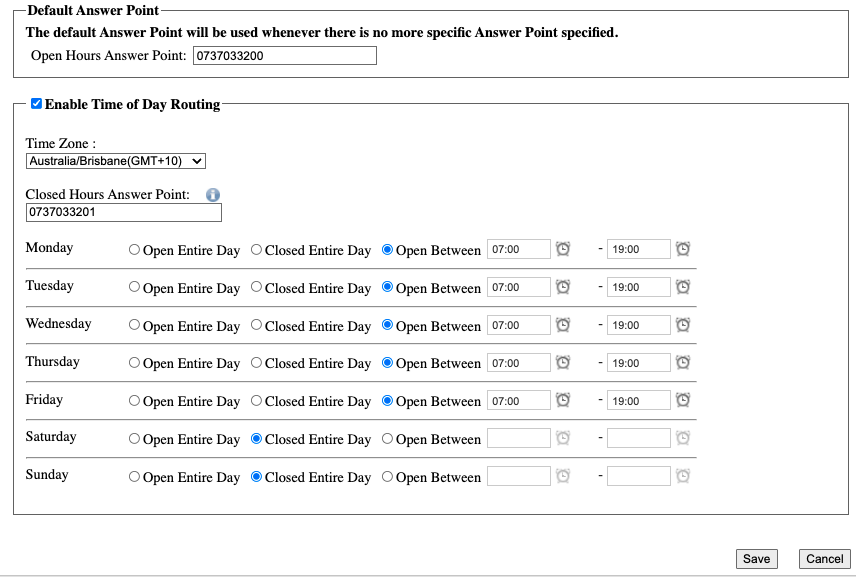 Default Answer Point
The default Answer Point will be used whenever there is no more specific Answer Point specified.
Open Hours Answer Point: 0737033200
Enable Time of Day Routing
Time Zone :
Australia/Brisbane(GMT+10)
Closed Hours Answer Point:
0737033201
Monday Open Entire Day Closed Entire Day Open Between 07:00 - 19:00
Tuesday Open Entire Day Closed Entire Day Open Between 07:00 - 19:00
Wednesday Open Entire Day Closed Entire Day Open Between 07:00 - 19:00
Thursday Open Entire Day Closed Entire Day Open Between 07:00 - 19:00
Friday Open Entire Day Closed Entire Day Open Between 07:00 - 19:00
Saturday Open Entire Day Closed Entire Day Open Between -
Sunday Open Entire Day Closed Entire Day Open Between -
Save Cancel